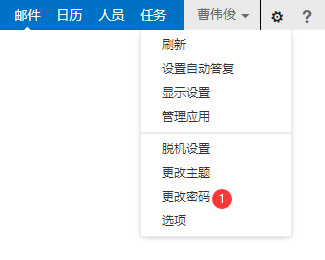 邮件 日历 人员 任务 曹伟俊 ?
刷新
设置自动答复
显示设置
管理应用
脱机设置
更改主题
更改密码 1
选项